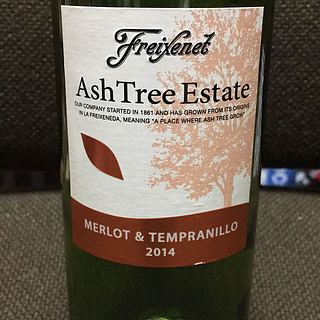 Freixenet
Ash Tree Estate
OUR COMPANY STARTED IN 1861 AND HAS GROWN FROM ITS ORIGINS
IN LA FREIXENEDA, MEANING "A PLACE WHERE ASH TREE GROW"
MERLOT & TEMPRANILLO
2014